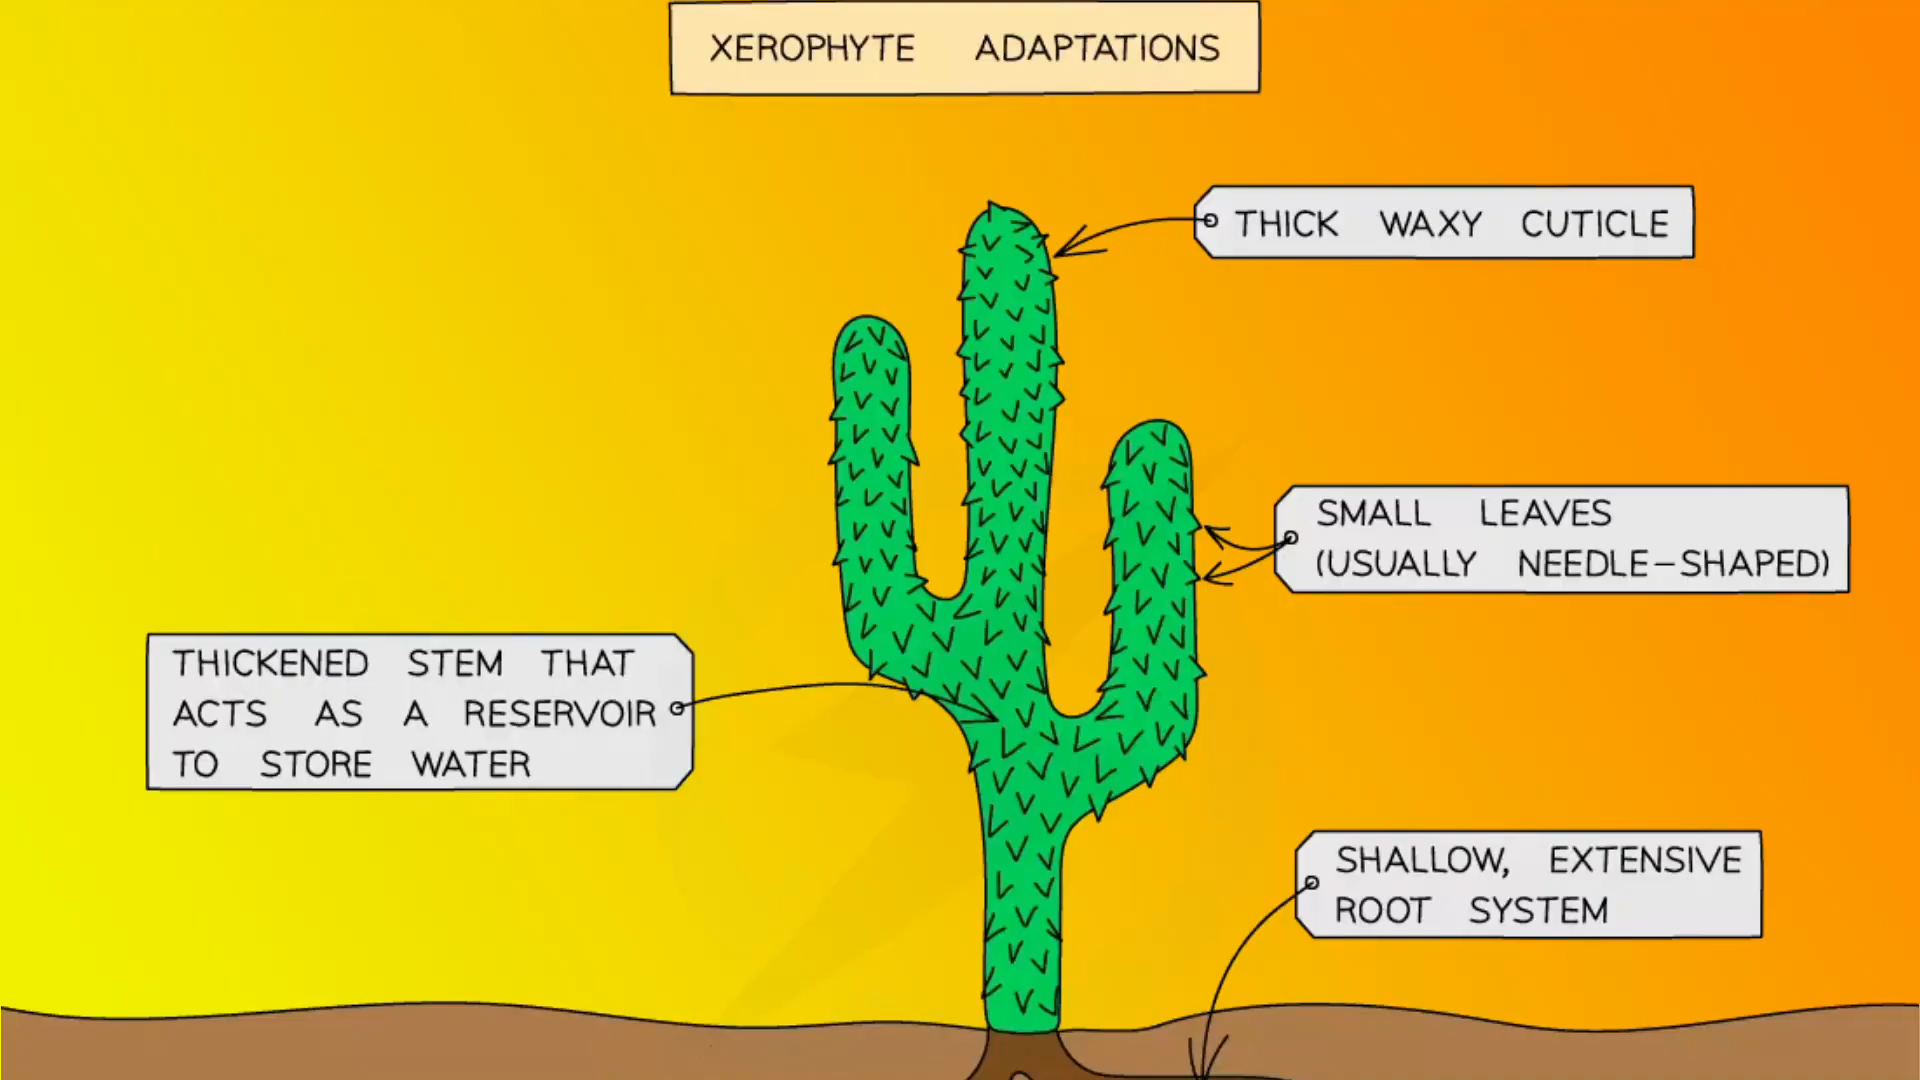 XEROPHYTE ADAPTATIONS
THICK WAXY CUTICLE
SMALL LEAVES
(USUALLY NEEDLE-SHAPED)
THICKENED STEM THAT
ACTS AS A RESERVOIR
TO STORE WATER
SHALLOW, EXTENSIVE
ROOT SYSTEM